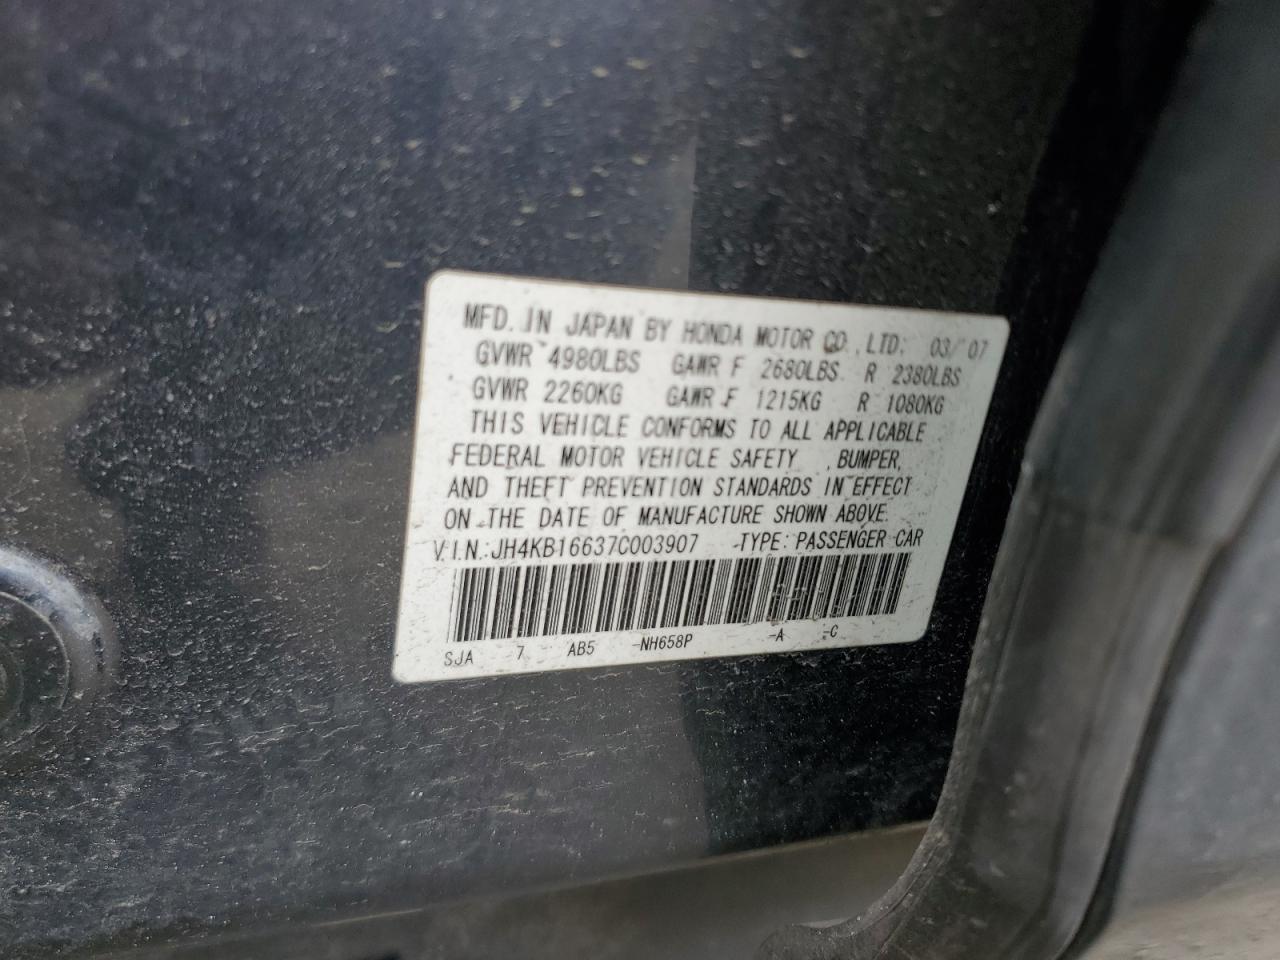 MFD. IN JAPAN BY HONDA MOTOR CO., LTD. 03/07
GVWR 4980LBS GAWR F 2680LBS R 2380LBS
GVWR 2260KG GAWR F 1215KG R 1080KG
THIS VEHICLE CONFORMS TO ALL APPLICABLE
FEDERAL MOTOR VEHICLE SAFETY , BUMPER,
AND THEFT PREVENTION STANDARDS IN EFFECT
ON THE DATE OF MANUFACTURE SHOWN ABOVE.
V.I.N.:JH4KB16637C003907 TYPE: PASSENGER CAR
SJA 7 AB5 -NH658P -A -C